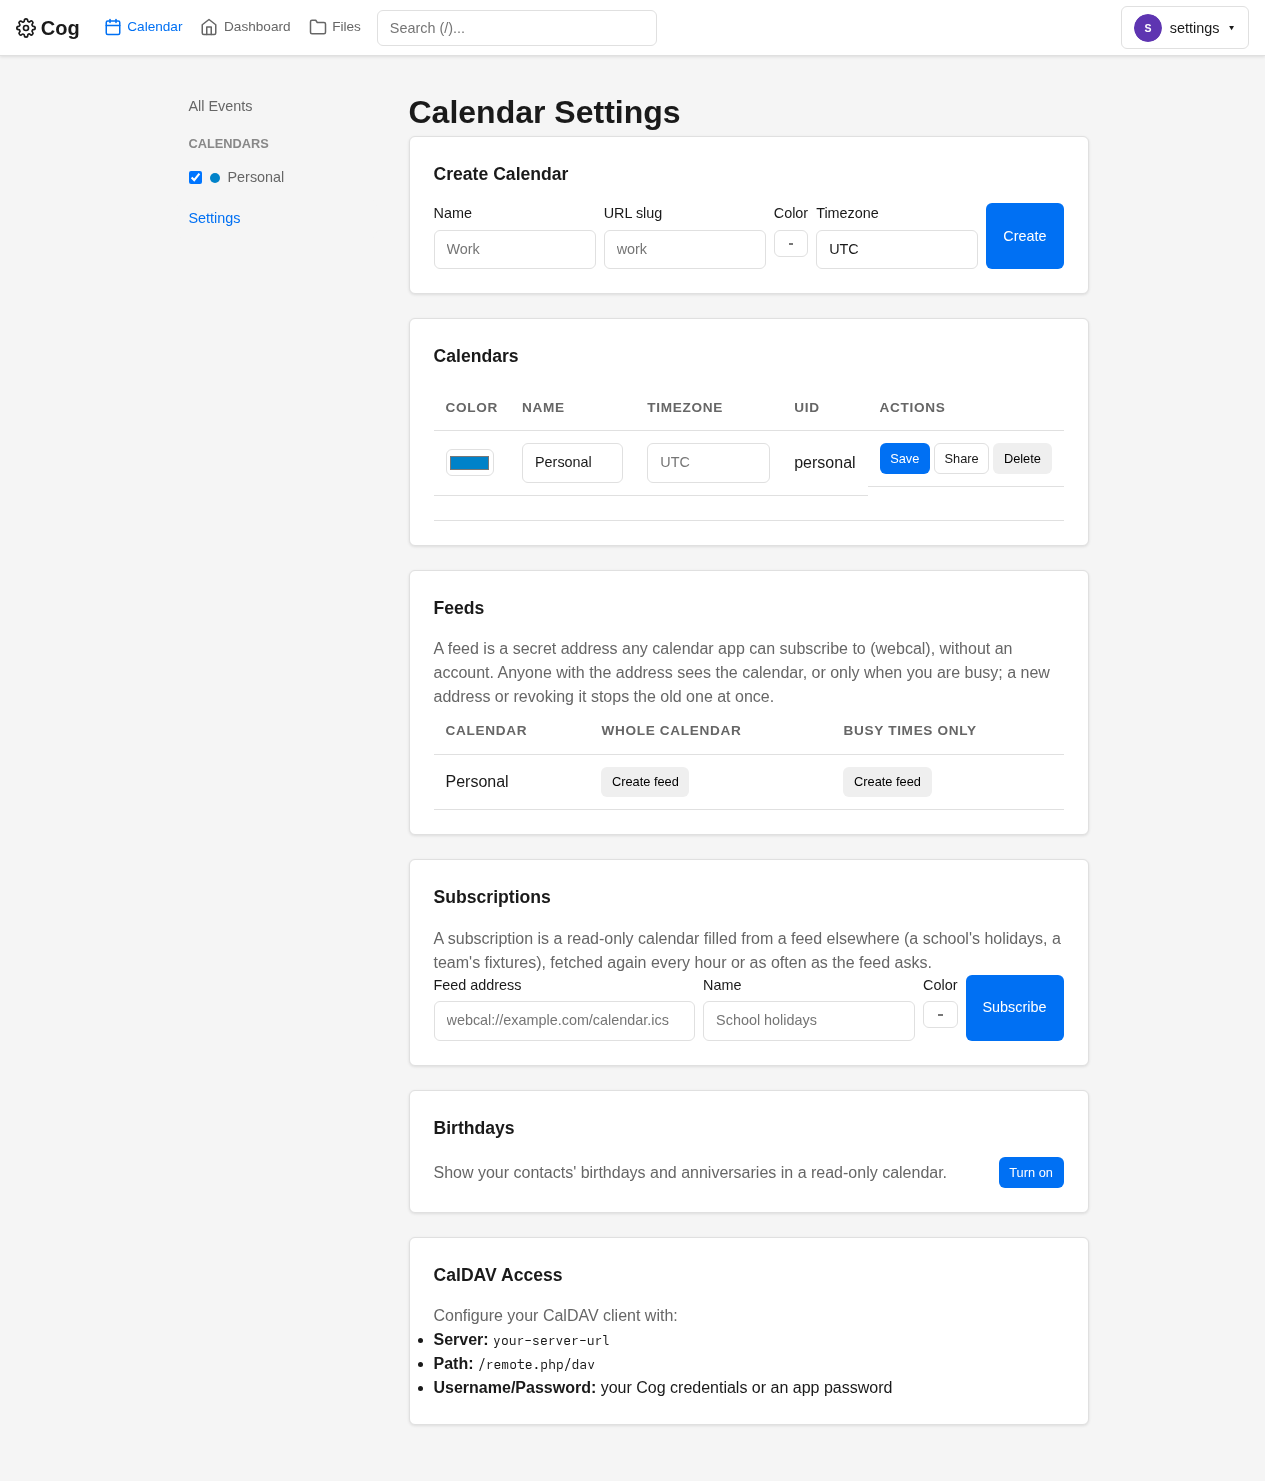 Cog
Calendar
Dashboard
Files
Search (/)...
S
settings
All Events
CALENDARS
Personal
Settings
Calendar Settings
Create Calendar
Name
URL slug
Color
Timezone
Work
work
-
UTC
Create
Calendars
COLOR NAME TIMEZONE UID ACTIONS
Personal UTC personal Save Share Delete
Feeds
A feed is a secret address any calendar app can subscribe to (webcal), without an
account. Anyone with the address sees the calendar, or only when you are busy; a new
address or revoking it stops the old one at once.
CALENDAR WHOLE CALENDAR BUSY TIMES ONLY
Personal Create feed Create feed
Subscriptions
A subscription is a read-only calendar filled from a feed elsewhere (a school's holidays, a
team's fixtures), fetched again every hour or as often as the feed asks.
Feed address
Name
Color
webcal://example.com/calendar.ics
School holidays
-
Subscribe
Birthdays
Show your contacts' birthdays and anniversaries in a read-only calendar.
Turn on
CalDAV Access
Configure your CalDAV client with:
Server: your-server-url
Path: /remote.php/dav
Username/Password: your Cog credentials or an app password